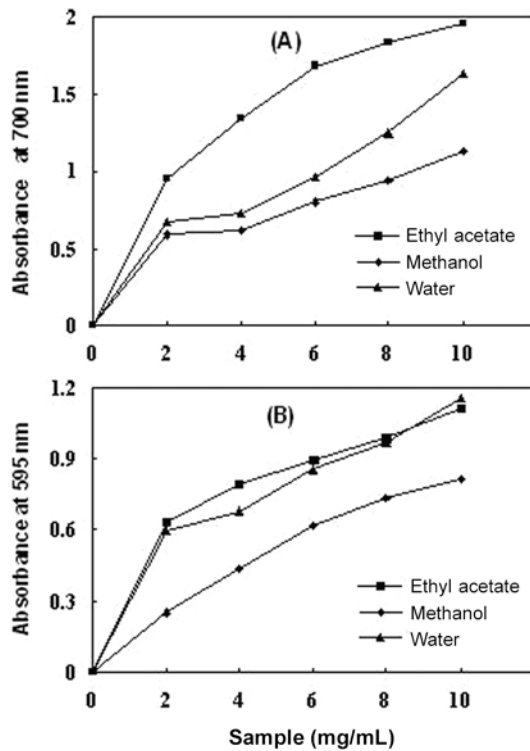 2
(A)
1.5
1
0.5
0
Absorbance at 700 nm
Ethyl acetate
Methanol
Water
0 2 4 6 8 10
1.2
(B)
0.9
0.6
0.3
0
Absorbance at 595 nm
Ethyl acetate
Methanol
Water
0 2 4 6 8 10
Sample (mg/mL)